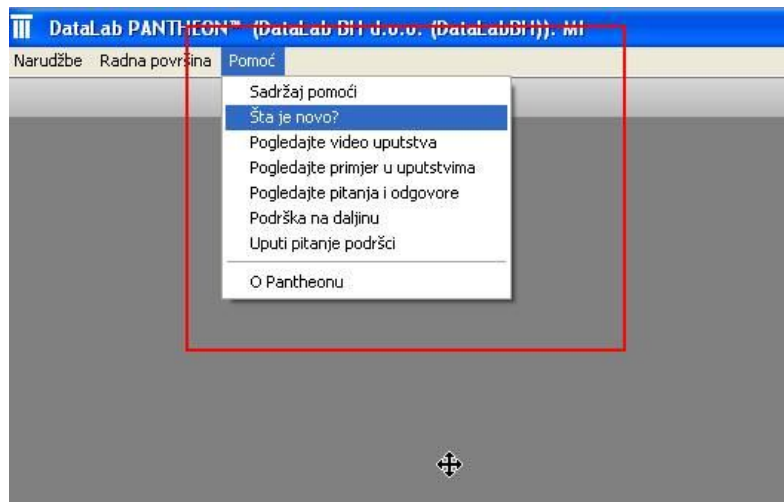 DataLab PANTHEON™ (DataLab BH d.o.o. (DataLabBH)). MI
Narudžbe Radna površina Pomoć
Sadržaj pomoći
Šta je novo?
Pogledajte video uputstva
Pogledajte primjer u uputstvima
Pogledajte pitanja i odgovore
Podrška na daljinu
Uputi pitanje podršci
O Pantheonu